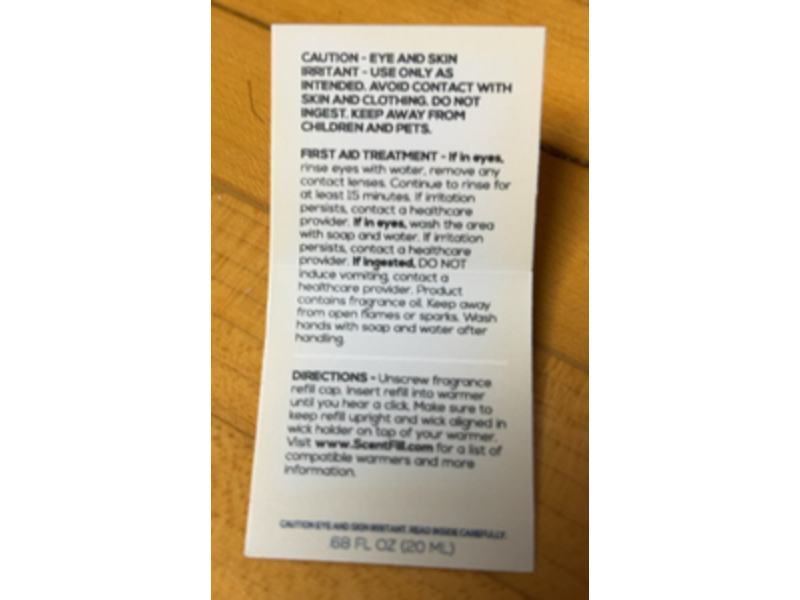 CAUTION - EYE AND SKIN
IRRITANT - USE ONLY AS
INTENDED. AVOID CONTACT WITH
SKIN AND CLOTHING. DO NOT
INGEST. KEEP AWAY FROM
CHILDREN AND PETS.
FIRST AID TREATMENT - If in eyes,
rinse eyes with water, remove any
contact lenses. Continue to rinse for
at least 15 minutes. If irritation
persists, contact a healthcare
provider. If in eyes, wash the area
with soap and water. If irritation
persists, contact a healthcare
provider. If ingested, DO NOT
induce vomiting, contact a
healthcare provider. Product
contains fragrance oil. Keep away
from open flames or sparks. Wash
hands with soap and water after
handling.
DIRECTIONS - Unscrew fragrance
refill cap. Insert refill into warmer
until you hear a click. Make sure to
keep refill upright and wick aligned in
wick holder on top of your warmer.
Visit www.ScentFill.com for a list of
compatible warmers and more
information.
CAUTION EYE AND SKIN IRRITANT. READ INSIDE CAREFULLY.
.68 FL OZ (20 ML)